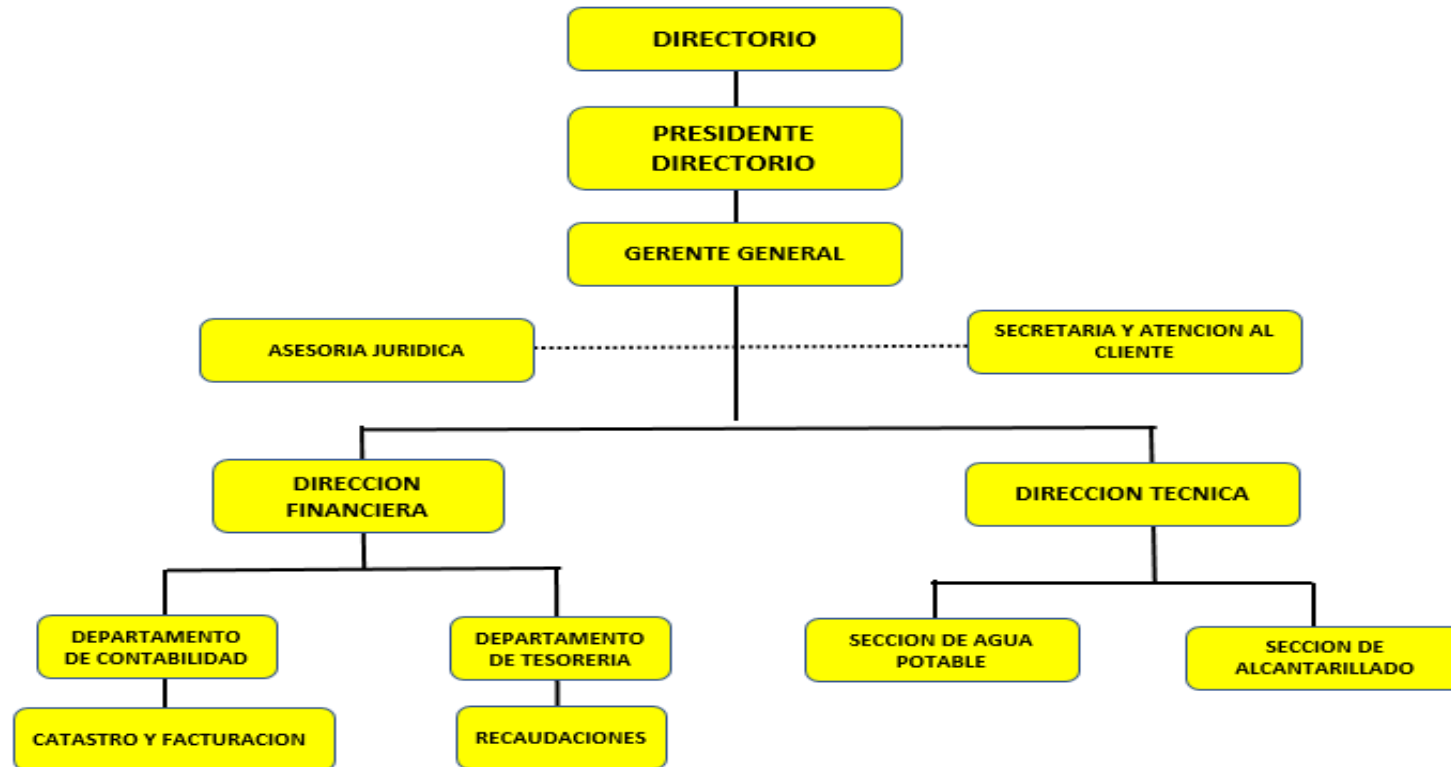 DIRECTORIO
PRESIDENTE
DIRECTORIO
GERENTE GENERAL
ASESORIA JURIDICA
SECRETARIA Y ATENCION AL
CLIENTE
DIRECCION
FINANCIERA
DIRECCION TECNICA
DEPARTAMENTO
DE CONTABILIDAD
DEPARTAMENTO
DE TESORERIA
SECCION DE AGUA
POTABLE
SECCION DE
ALCANTARILLADO
CATASTRO Y FACTURACION
RECAUDACIONES